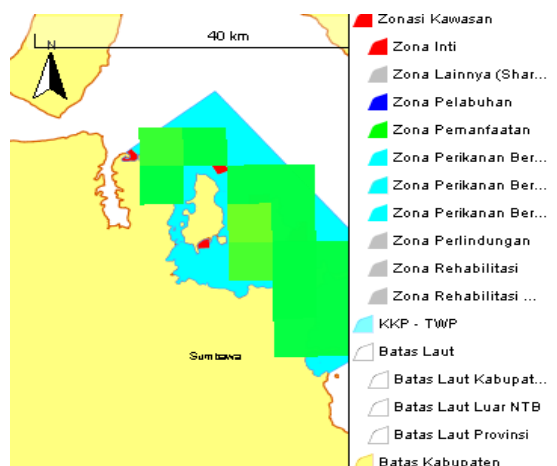 40 km
N
Sumbawa
Zonasi Kawasan
Zona Inti
Zona Lainnya (Shar...
Zona Pelabuhan
Zona Pemanfaatan
Zona Perikanan Ber...
Zona Perikanan Ber...
Zona Perikanan Ber...
Zona Perlindungan
Zona Rehabilitasi
Zona Rehabilitasi ...
KKP - TWP
Batas Laut
Batas Laut Kabupat...
Batas Laut Luar NTB
Batas Laut Provinsi
Batas Kabupaten